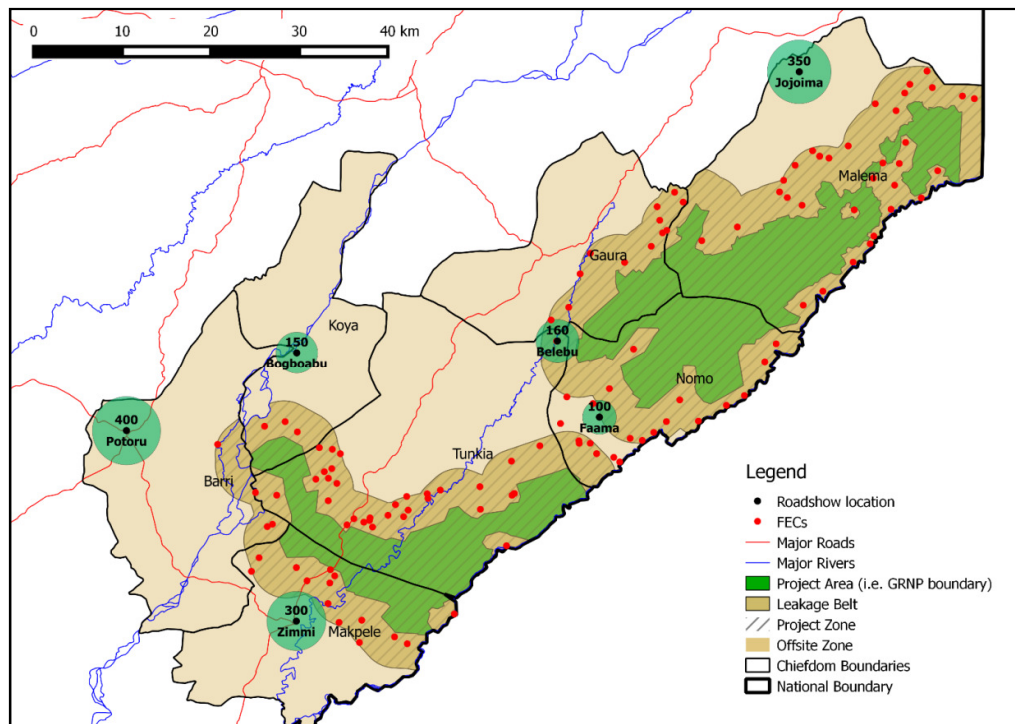 0 10 20 30 40 km
350
Jojoima
Malema
Gaura
Koya
150
Bogboabu
160
Belebu
Nomo
400
Potoru
100
Faama
Tunkia
Barri
300
Zimmi
Makpele
Legend
Roadshow location
FECs
Major Roads
Major Rivers
Project Area (i.e. GRNP boundary)
Leakage Belt
Project Zone
Offsite Zone
Chiefdom Boundaries
National Boundary